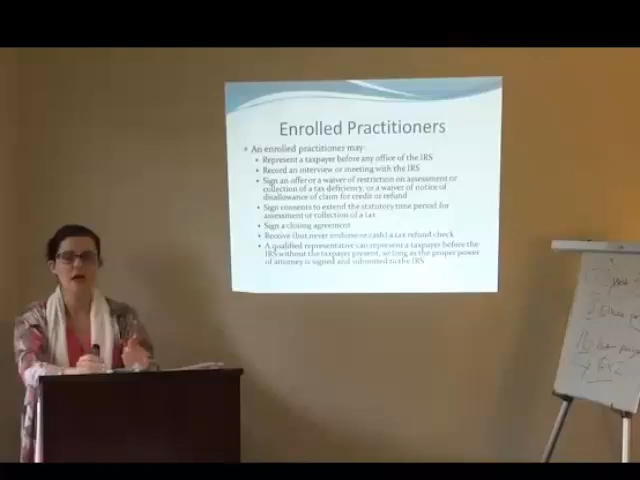 Enrolled Practitioners
• An enrolled practitioner may:
• Represent a taxpayer before any office of the IRS
• Record an interview or meeting with the IRS
• Sign an offer or a waiver of restriction on assessment or
collection of a tax deficiency, or a waiver of notice of
disallowance of claim for credit or refund
• Sign consents to extend the statutory time period for
assessment or collection of a tax
• Sign a closing agreement
• Receive (but never endorse or cash) a tax refund check
• A qualified representative can represent a taxpayer before the
IRS without the taxpayer present, so long as the proper power
of attorney is signed and submitted to the IRS